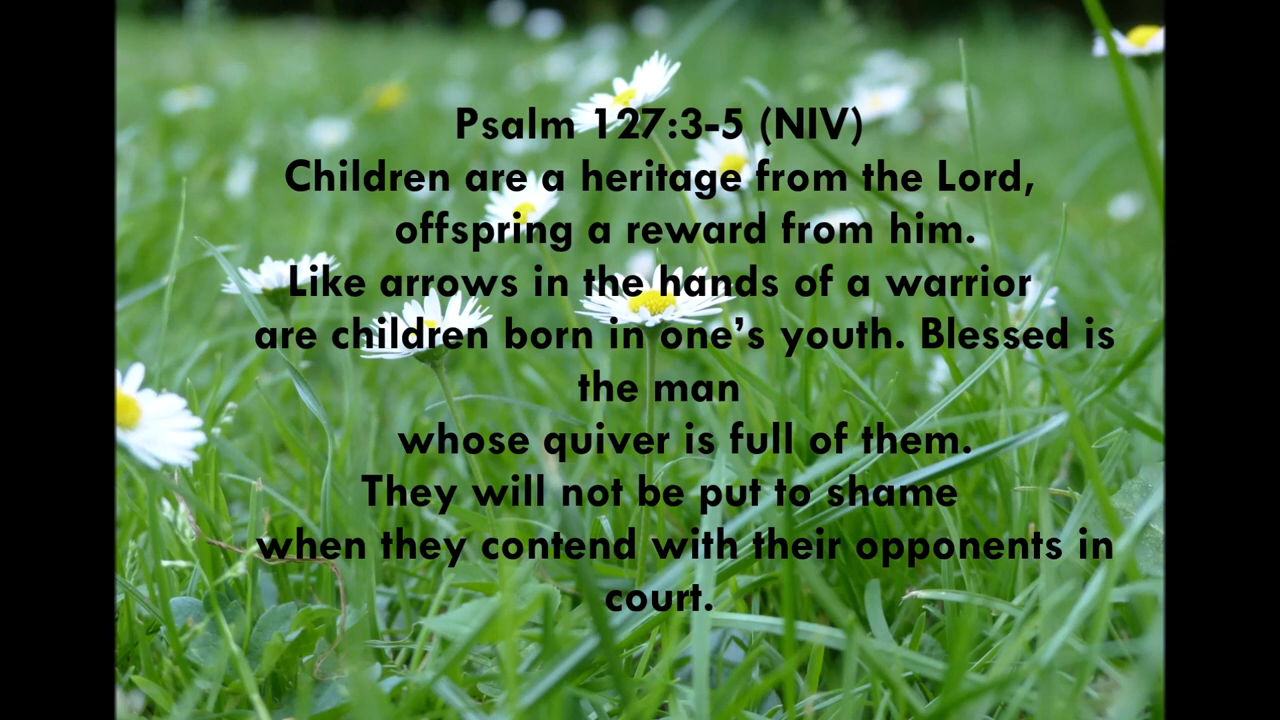 Psalm 127:3-5 (NIV)
Children are a heritage from the Lord,
offspring a reward from him.
Like arrows in the hands of a warrior
are children born in one’s youth. Blessed is
the man
whose quiver is full of them.
They will not be put to shame
when they contend with their opponents in
court.